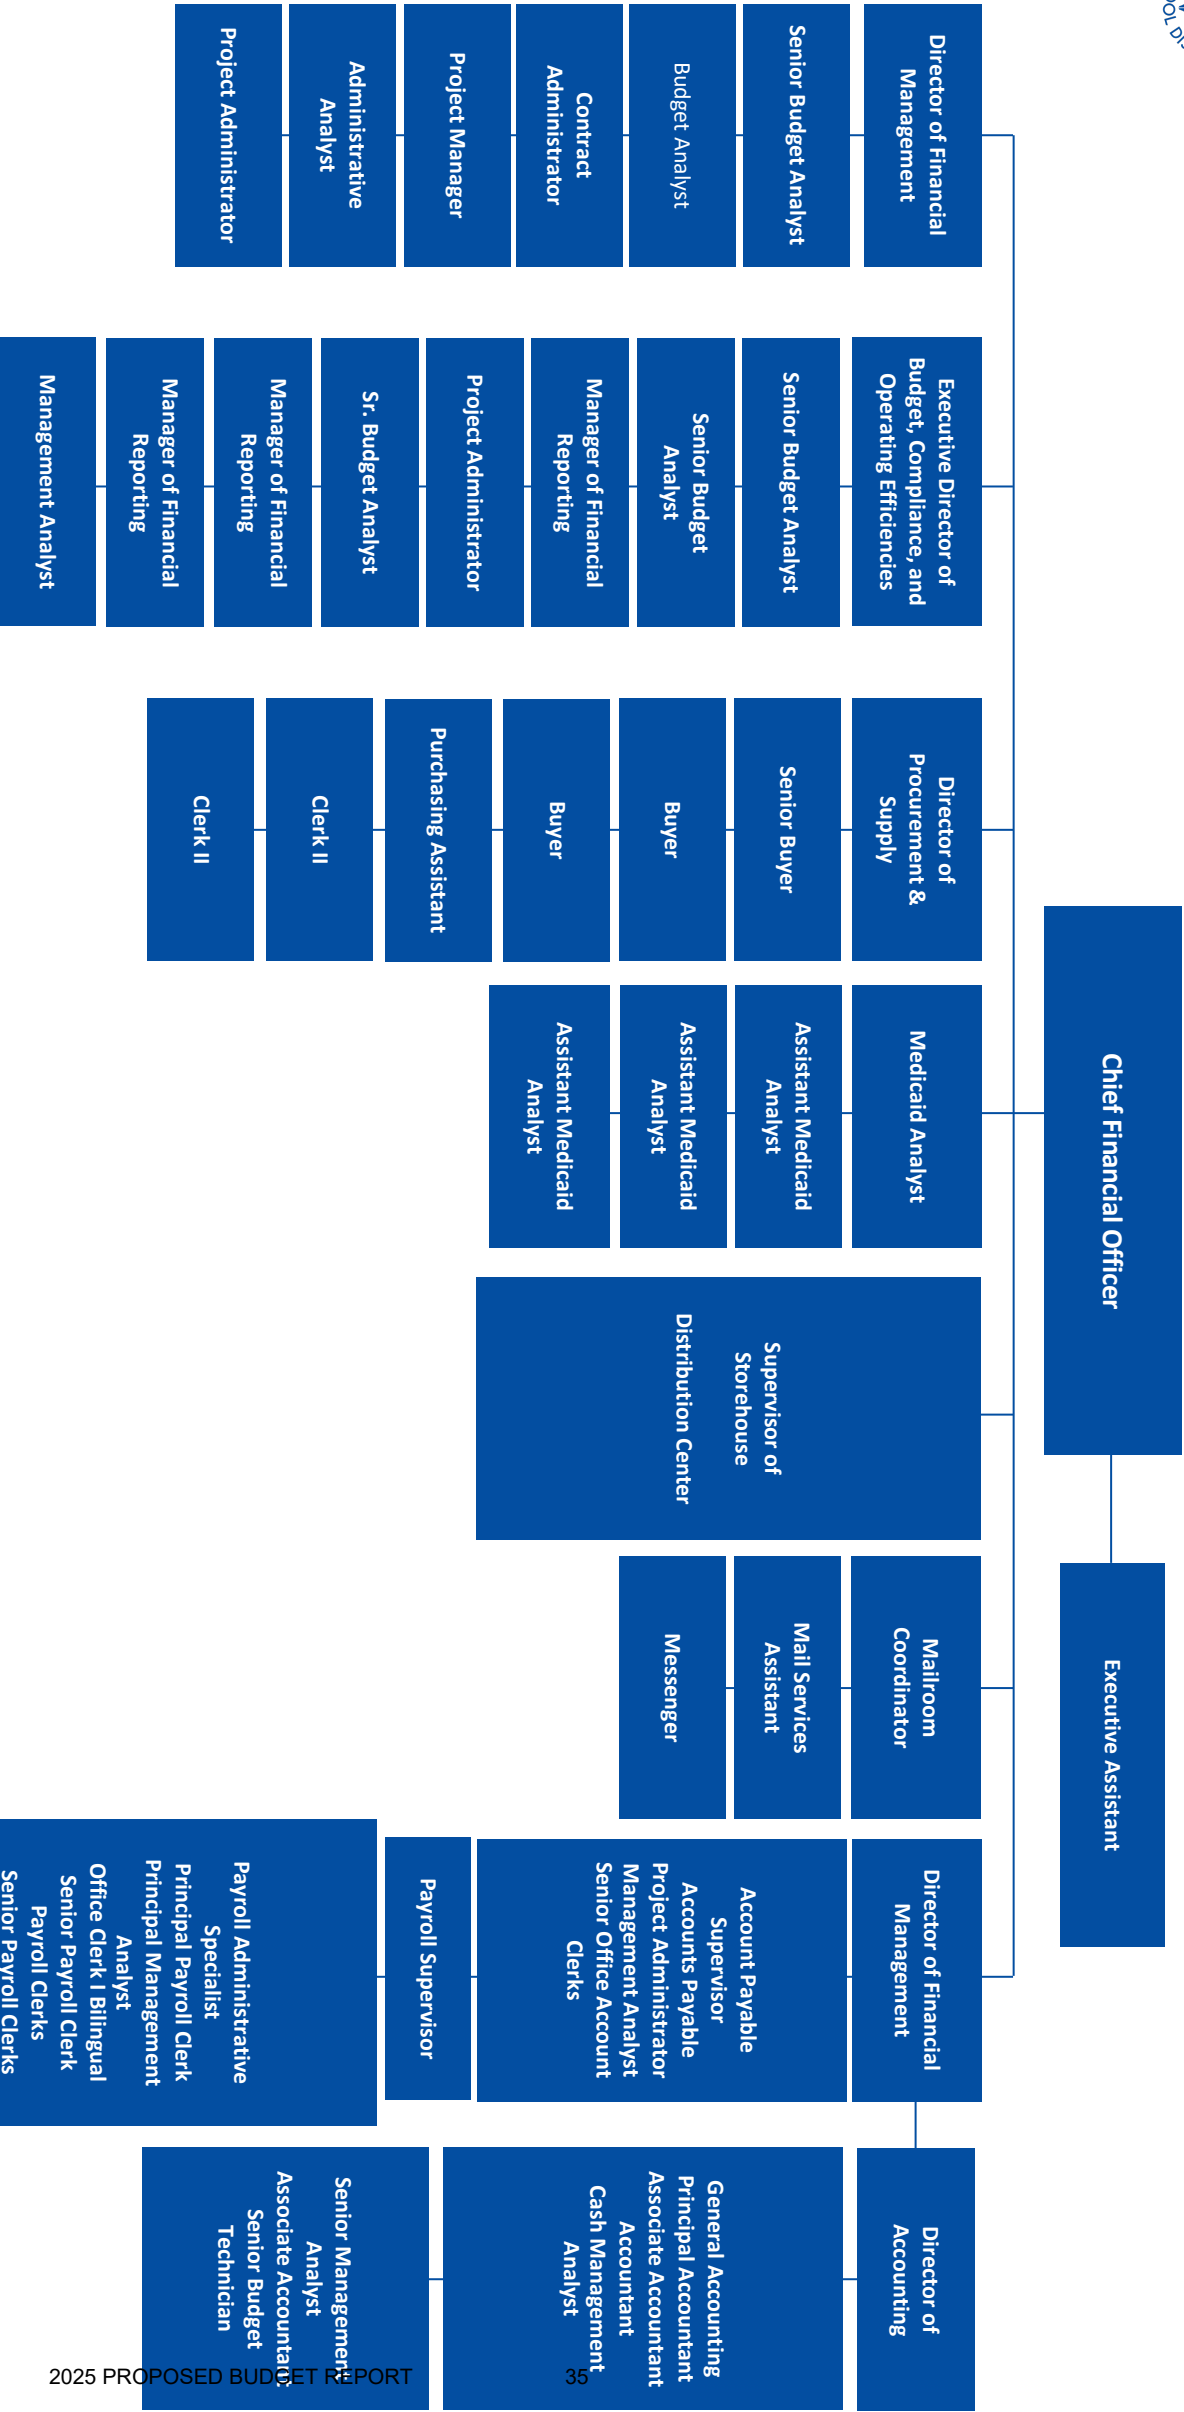 Chief Financial Officer
Executive Assistant
Director of Financial
Management
Senior Budget Analyst
Budget Analyst
Contract
Administrator
Project Manager
Administrative
Analyst
Project Administrator
Executive Director of
Budget, Compliance, and
Operating Efficiencies
Senior Budget Analyst
Senior Budget
Analyst
Manager of Financial
Reporting
Project Administrator
Sr. Budget Analyst
Manager of Financial
Reporting
Manager of Financial
Reporting
Management Analyst
Director of
Procurement &
Supply
Senior Buyer
Buyer
Buyer
Purchasing Assistant
Clerk II
Clerk II
Medicaid Analyst
Assistant Medicaid
Analyst
Assistant Medicaid
Analyst
Assistant Medicaid
Analyst
Supervisor of
Storehouse
Distribution Center
Mailroom
Coordinator
Mail Services
Assistant
Messenger
Director of Financial
Management
Account Payable
Supervisor
Accounts Payable
Project Administrator
Management Analyst
Senior Office Account
Clerks
Payroll Supervisor
Payroll Administrative
Specialist
Principal Payroll Clerk
Principal Management
Analyst
Office Clerk I Bilingual
Senior Payroll Clerk
Payroll Clerks
Senior Payroll Clerks
Director of
Accounting
General Accounting
Principal Accountant
Associate Accountant
Accountant
Cash Management
Analyst
Senior Management
Analyst
Associate Accountant
Senior Budget
Technician
2025 PROPOSED BUDGET REPORT 35